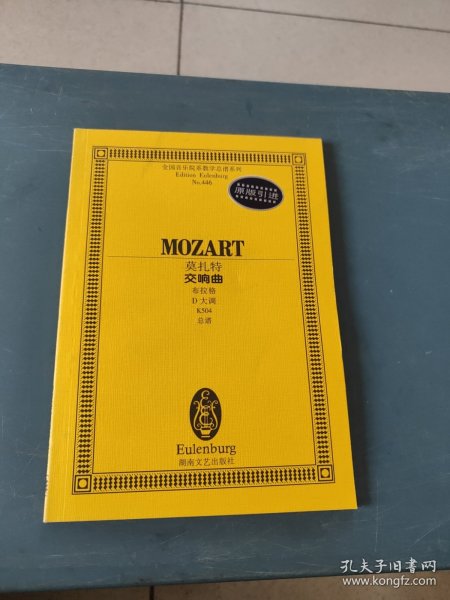 全国音乐院系教学总谱系列
Edition Eulenburg
No.446
原版引进
MOZART
莫扎特
交响曲
布拉格
D大调
K504
总谱
Eulenburg
湖南文艺出版社
孔夫子旧书网
www.kongfz.com